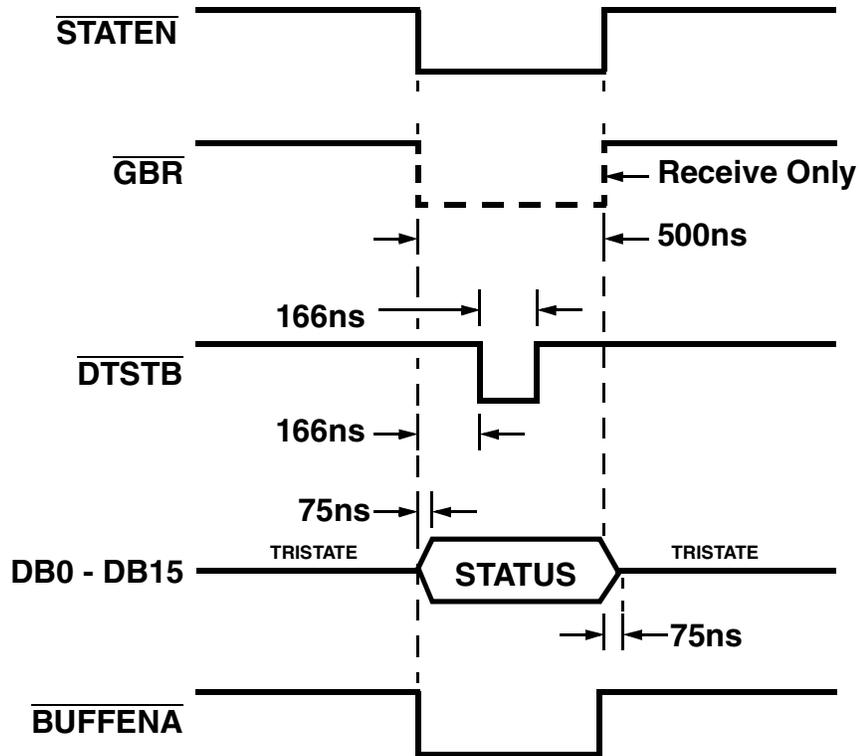 STATEN
GBR
Receive Only
500ns
166ns
DTSTB
166ns
75ns
DB0 - DB15
TRISTATE
STATUS
TRISTATE
75ns
BUFFENA